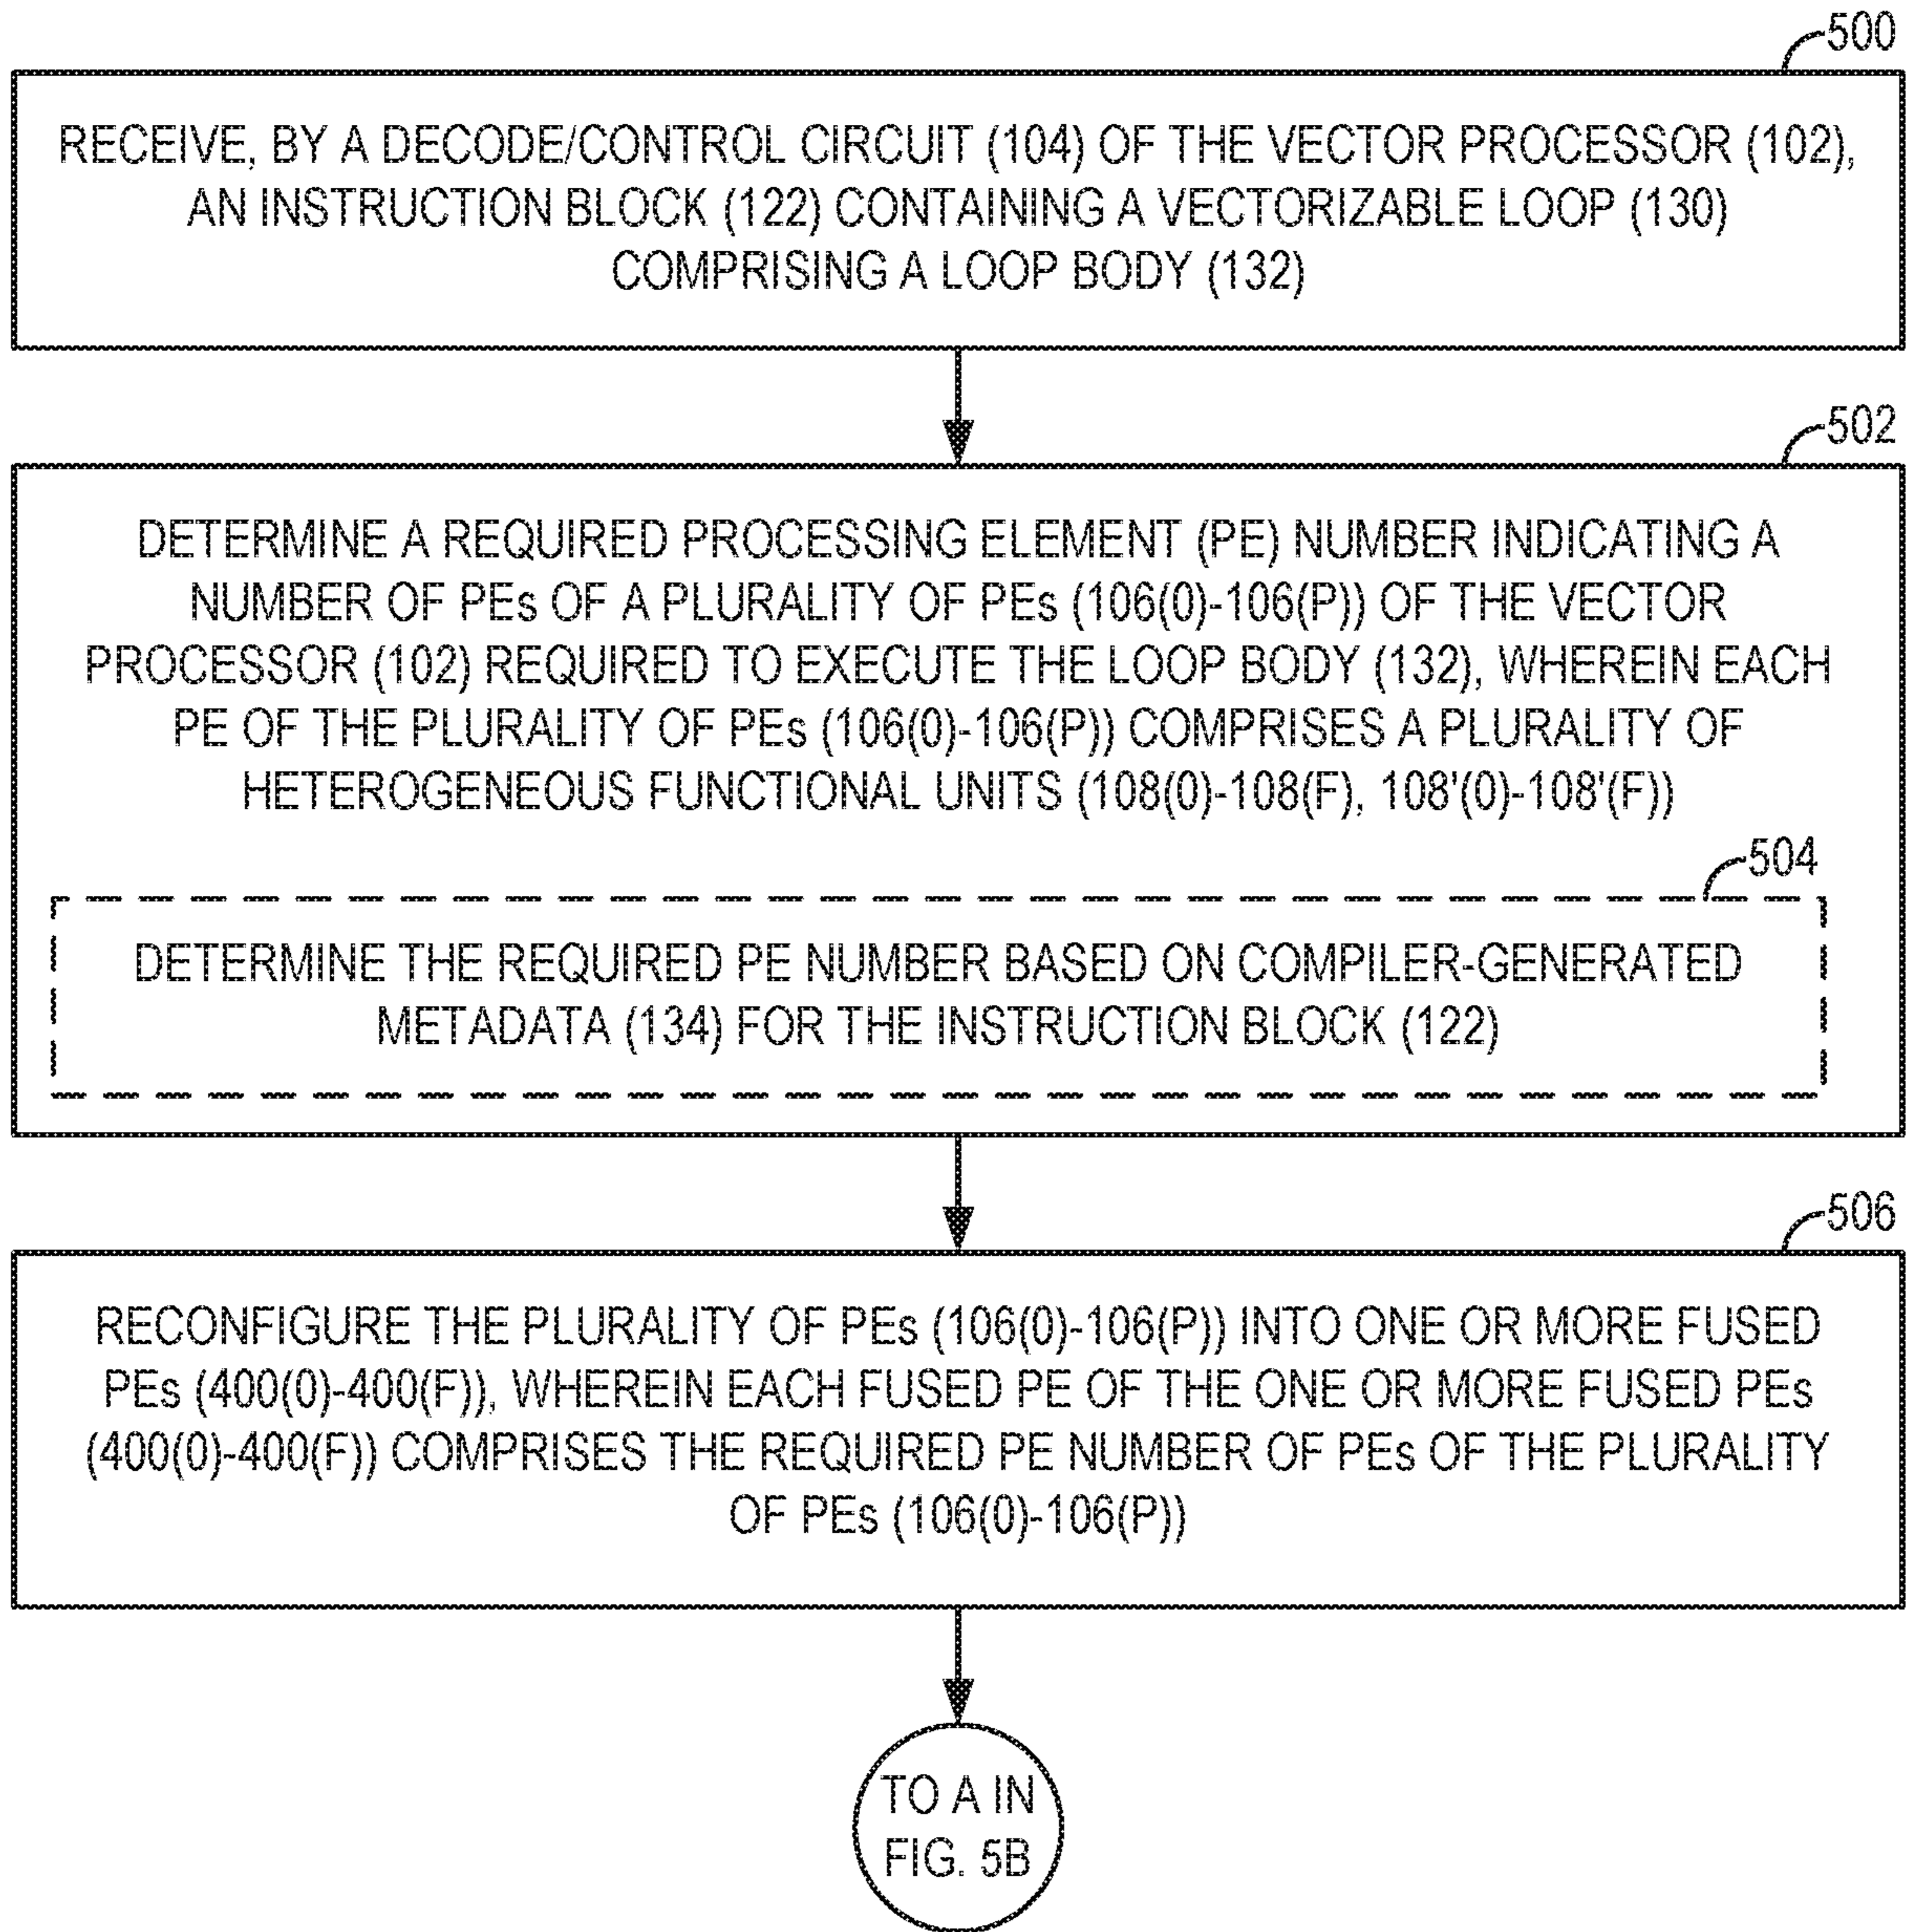 500
RECEIVE, BY A DECODE/CONTROL CIRCUIT (104) OF THE VECTOR PROCESSOR (102),
AN INSTRUCTION BLOCK (122) CONTAINING A VECTORIZABLE LOOP (130)
COMPRISING A LOOP BODY (132)
502
DETERMINE A REQUIRED PROCESSING ELEMENT (PE) NUMBER INDICATING A
NUMBER OF PEs OF A PLURALITY OF PEs (106(0)-106(P)) OF THE VECTOR
PROCESSOR (102) REQUIRED TO EXECUTE THE LOOP BODY (132), WHEREIN EACH
PE OF THE PLURALITY OF PEs (106(0)-106(P)) COMPRISES A PLURALITY OF
HETEROGENEOUS FUNCTIONAL UNITS (108(0)-108(F), 108'(0)-108'(F))
504
DETERMINE THE REQUIRED PE NUMBER BASED ON COMPILER-GENERATED
METADATA (134) FOR THE INSTRUCTION BLOCK (122)
506
RECONFIGURE THE PLURALITY OF PEs (106(0)-106(P)) INTO ONE OR MORE FUSED
PEs (400(0)-400(F)), WHEREIN EACH FUSED PE OF THE ONE OR MORE FUSED PEs
(400(0)-400(F)) COMPRISES THE REQUIRED PE NUMBER OF PEs OF THE PLURALITY
OF PEs (106(0)-106(P))
TO A IN
FIG. 5B